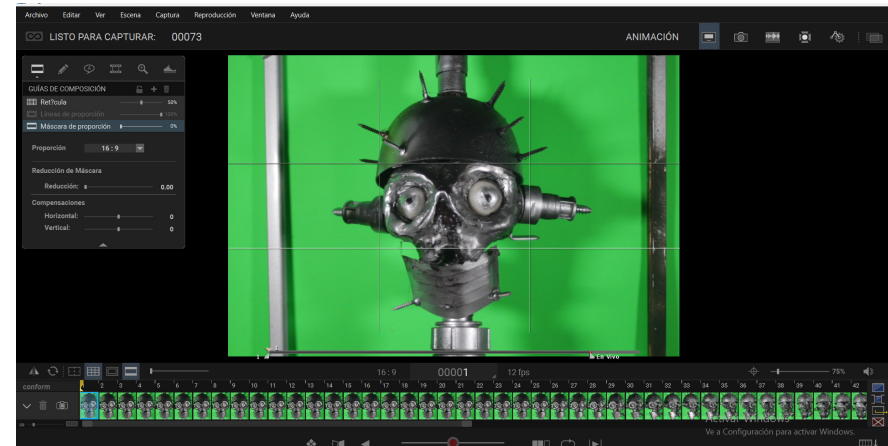 Archivo Editar Ver Escena Captura Reproducción Ventana Ayuda
LISTO PARA CAPTURAR: 00073 ANIMACIÓN
GUÍAS DE COMPOSICIÓN
Ret?cula 50%
Líneas de proporción 100%
Máscara de proporción 0%
Proporción 16 : 9
Reducción de Máscara
Reducción: 0.00
Compensaciones
Horizontal: 0
Vertical: 0
1 En Vivo
16 : 9 00001 12 fps 75%
conform 2 3 4 5 6 7 8 9 10 11 12 13 14 15 16 17 18 19 20 21 22 23 24 25 26 27 28 29 30 31 32 33 34 35 36 37 38 39 40 41 42
Activar Windows
Ve a Configuración para activar Windows.